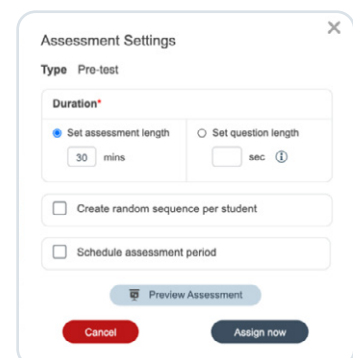 Assessment Settings
Type Pre-test
Duration*
Set assessment length
30 mins
Set question length
sec
Create random sequence per student
Schedule assessment period
Preview Assessment
Cancel
Assign now